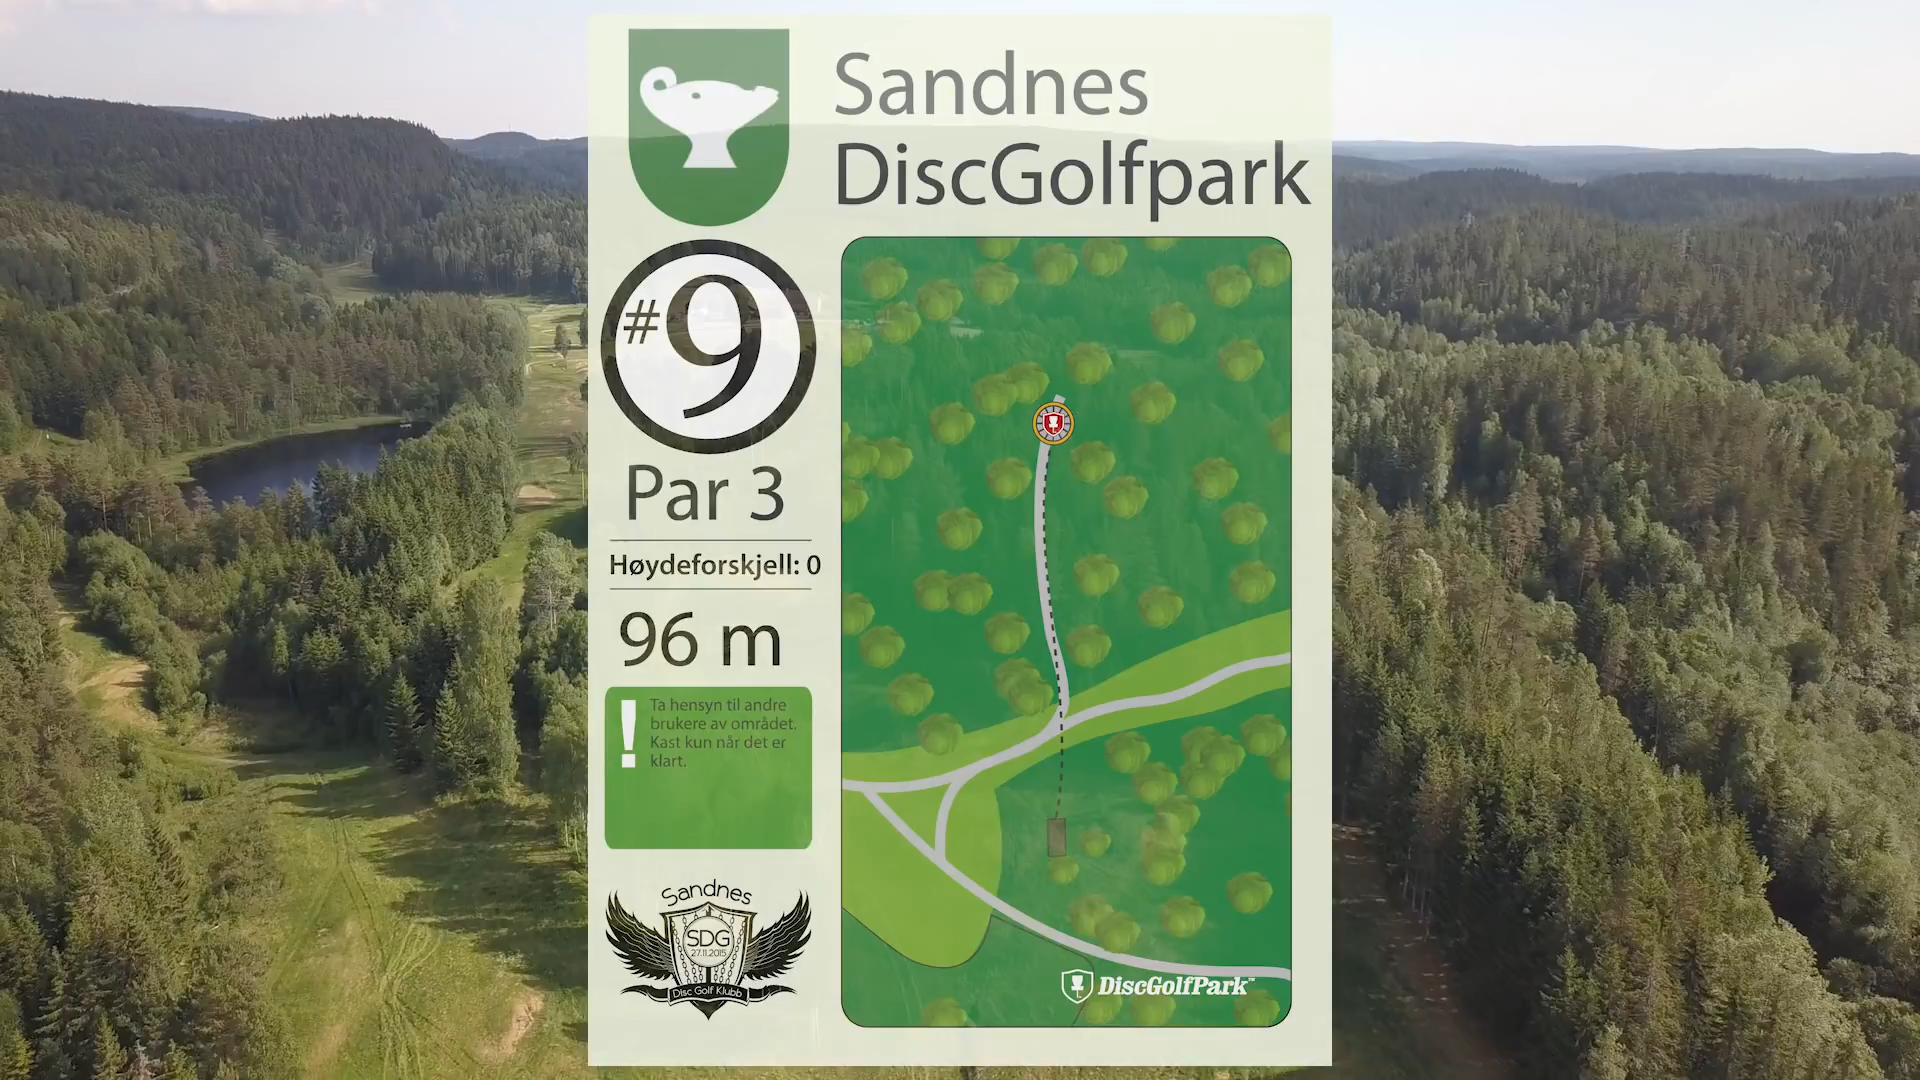 Sandnes
DiscGolfpark
#9
Par 3
Høydeforskjell: 0
96 m
!
Ta hensyn til andre
brukere av området.
Kast kun når det er
klart.
Sandnes
SDG
27.11.2015
Disc Golf Klubb
DiscGolfPark™